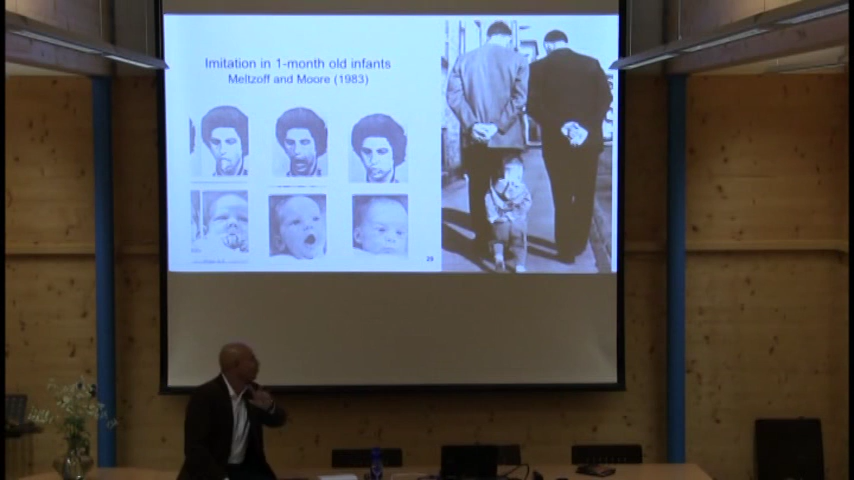 Imitation in 1-month old infants
Meltzoff and Moore (1983)
29